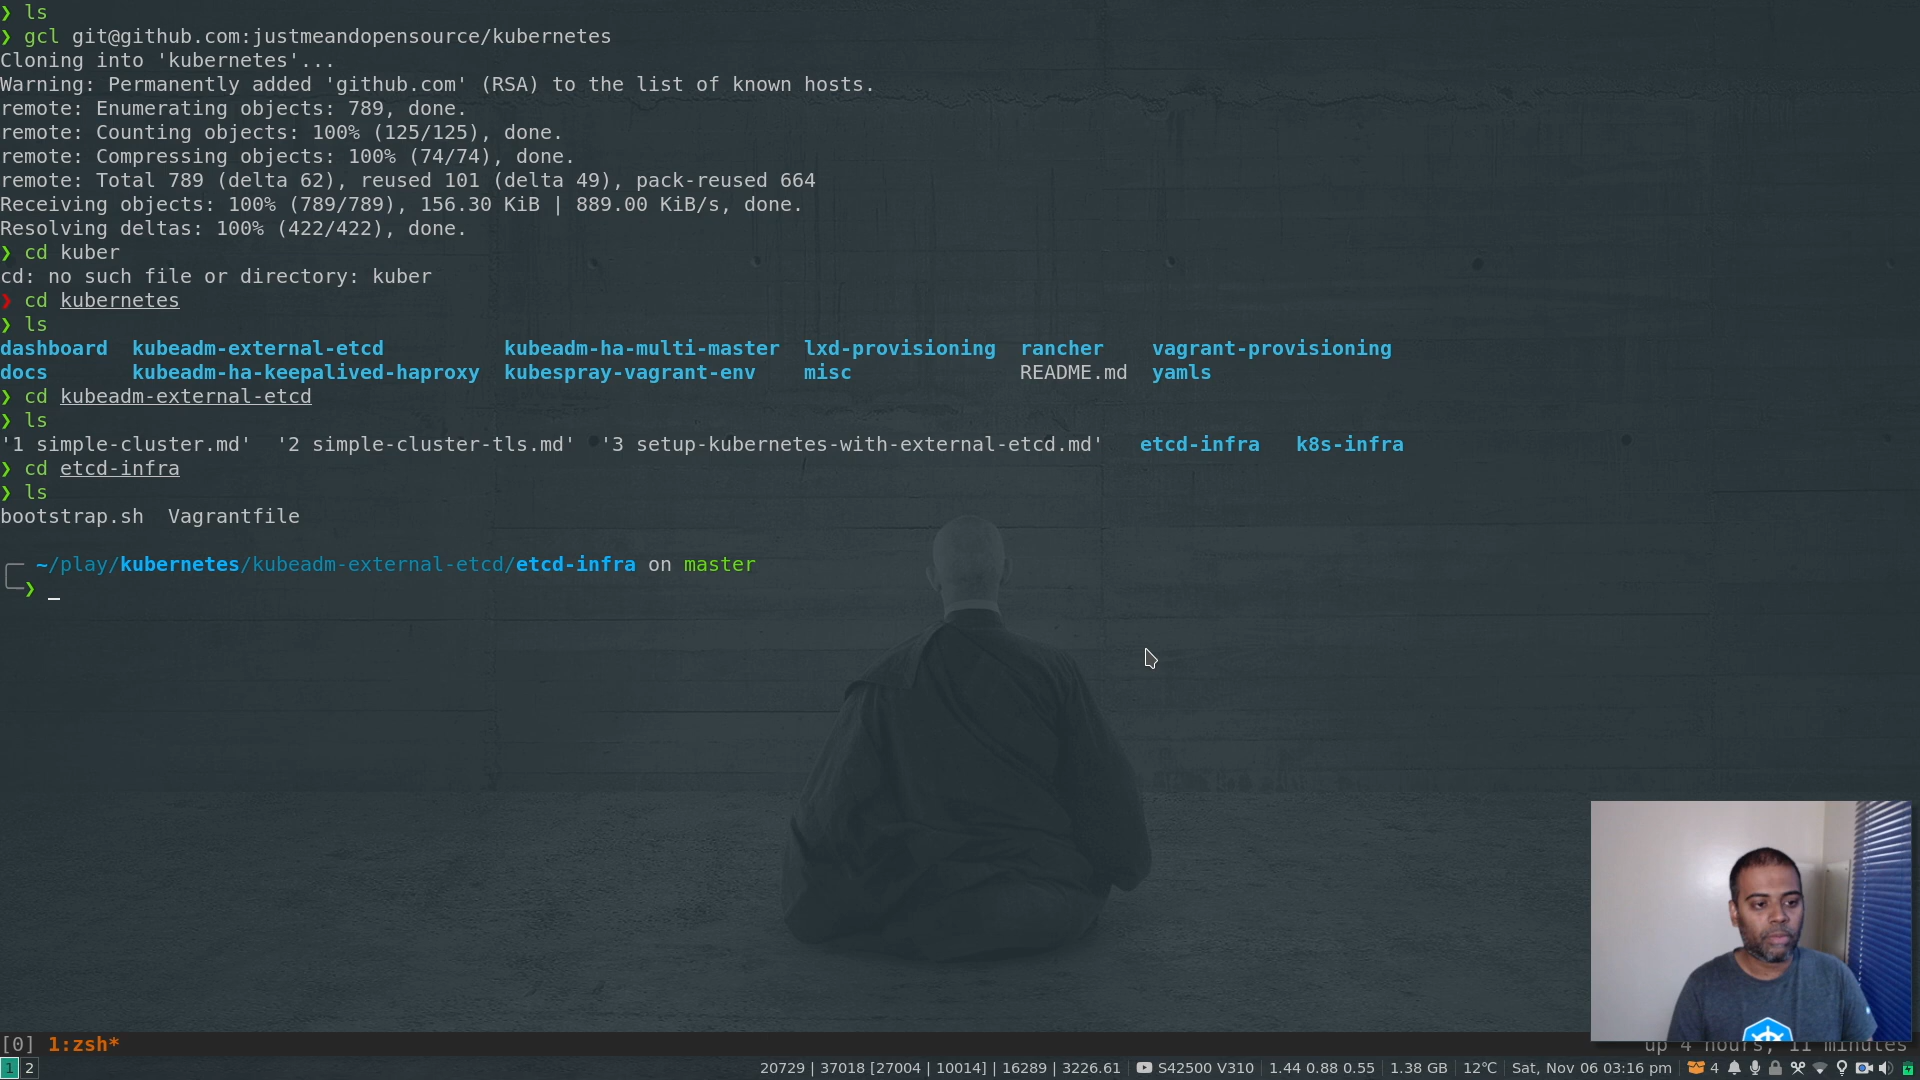 ❯ ls
❯ gcl git@github.com:justmeandopensource/kubernetes
Cloning into 'kubernetes'...
Warning: Permanently added 'github.com' (RSA) to the list of known hosts.
remote: Enumerating objects: 789, done.
remote: Counting objects: 100% (125/125), done.
remote: Compressing objects: 100% (74/74), done.
remote: Total 789 (delta 62), reused 101 (delta 49), pack-reused 664
Receiving objects: 100% (789/789), 156.30 KiB | 889.00 KiB/s, done.
Resolving deltas: 100% (422/422), done.
❯ cd kuber
cd: no such file or directory: kuber
❯ cd kubernetes
❯ ls
dashboard  kubeadm-external-etcd          kubeadm-ha-multi-master  lxd-provisioning  rancher    vagrant-provisioning
docs       kubeadm-ha-keepalived-haproxy  kubespray-vagrant-env    misc              README.md  yamls
❯ cd kubeadm-external-etcd
❯ ls
'1 simple-cluster.md'  '2 simple-cluster-tls.md'  '3 setup-kubernetes-with-external-etcd.md'   etcd-infra   k8s-infra
❯ cd etcd-infra
❯ ls
bootstrap.sh  Vagrantfile
~/play/kubernetes/kubeadm-external-etcd/etcd-infra on master
❯ _
[0] 1:zsh* up 4 hours, 11 minutes
1 2 20729 | 37018 [27004 | 10014] | 16289 | 3226.61 S42500 V310 1.44 0.88 0.55 1.38 GB 12℃ Sat, Nov 06 03:16 pm 4